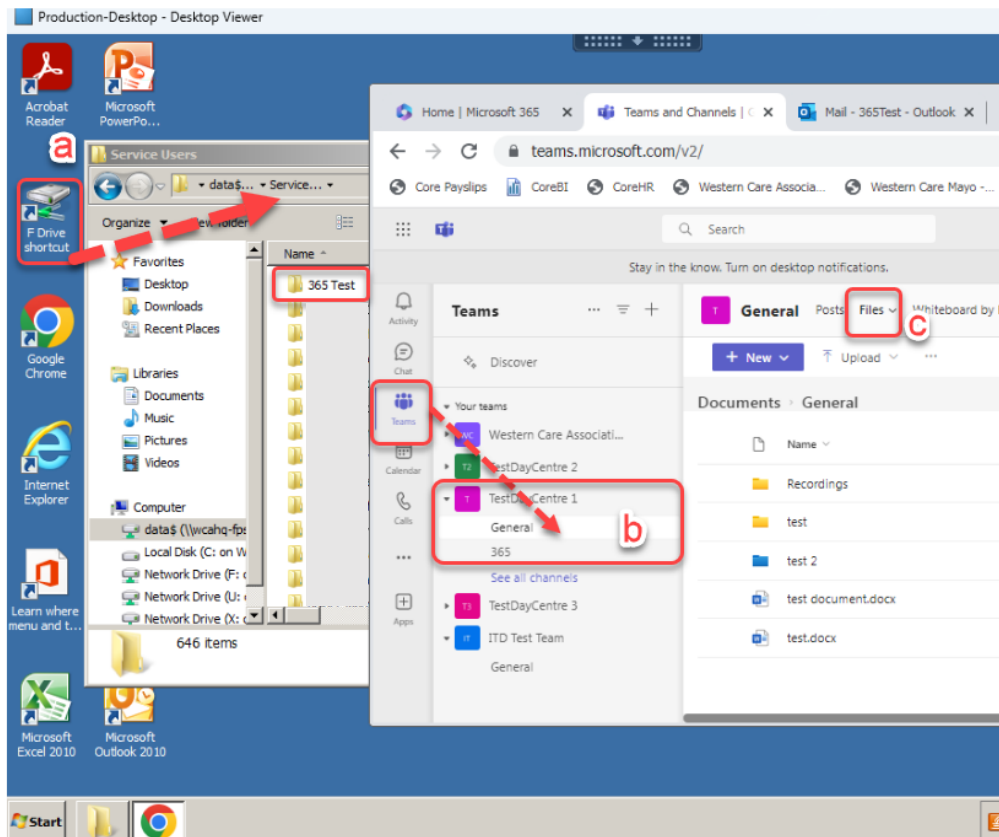 Production-Desktop - Desktop Viewer
Acrobat
Reader
Microsoft
PowerPo...
a
F Drive
shortcut
Google
Chrome
Internet
Explorer
Learn where
menu and t...
Microsoft
Excel 2010
Microsoft
Outlook 2010
Service Users
data$... Service...
Organize New folder
Favorites
Desktop
Downloads
Recent Places
Libraries
Documents
Music
Pictures
Videos
Computer
data$ (\\wcahq-fps
Local Disk (C: on W
Network Drive (F:
Network Drive (U:
Network Drive (X:
Name
365 Test
646 items
Home | Microsoft 365
Teams and Channels |
Mail - 365Test - Outlook
teams.microsoft.com/v2/
Core Payslips CoreBI CoreHR Western Care Associa... Western Care Mayo -...
Search
Stay in the know. Turn on desktop notifications.
Activity
Chat
Teams
Calendar
Calls
Apps
Teams
Discover
Your teams
WC Western Care Associati...
T2 TestDayCentre 2
T TestDayCentre 1
General
365
See all channels
T3 TestDayCentre 3
IT ITD Test Team
General
b
T General Posts Files Whiteboard by
c
+ New Upload ...
Documents > General
Name
Recordings
test
test 2
test document.docx
test.docx
Start